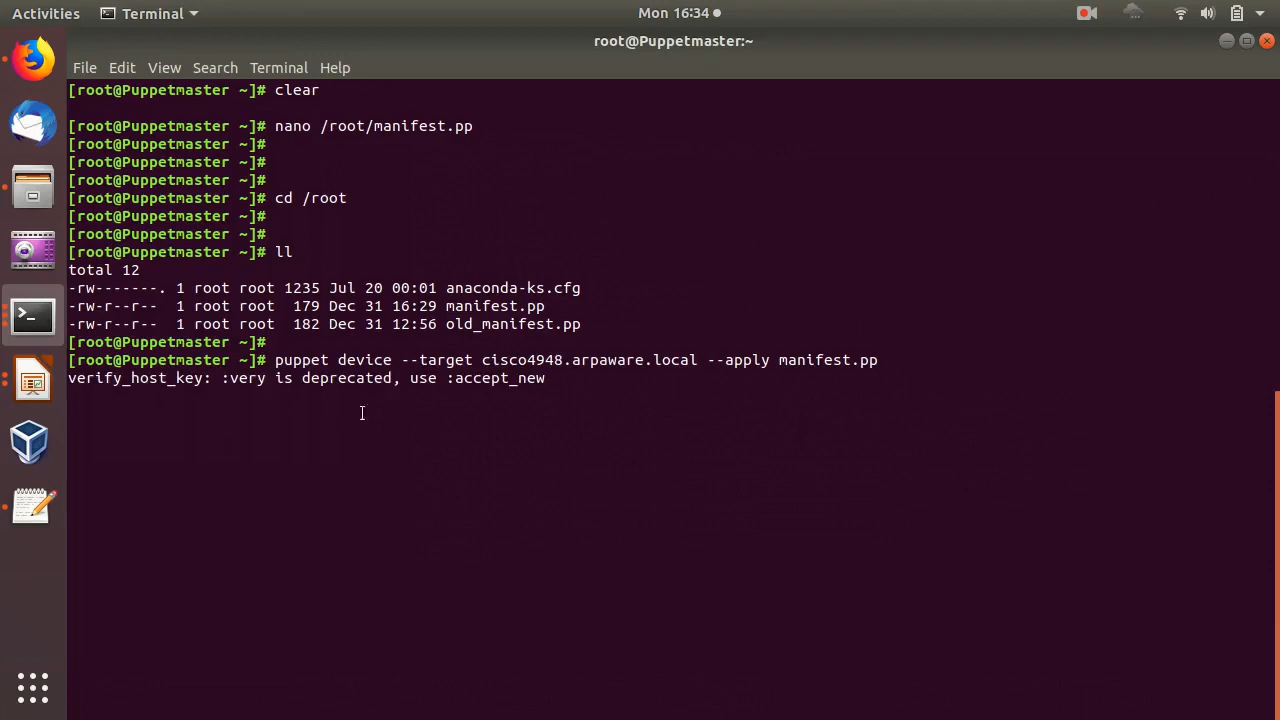 Activities Terminal Mon 16:34
root@Puppetmaster:~
File Edit View Search Terminal Help
[root@Puppetmaster ~]# clear
[root@Puppetmaster ~]# nano /root/manifest.pp
[root@Puppetmaster ~]#
[root@Puppetmaster ~]#
[root@Puppetmaster ~]#
[root@Puppetmaster ~]# cd /root
[root@Puppetmaster ~]#
[root@Puppetmaster ~]#
[root@Puppetmaster ~]# ll
total 12
-rw-------. 1 root root 1235 Jul 20 00:01 anaconda-ks.cfg
-rw-r--r-- 1 root root 179 Dec 31 16:29 manifest.pp
-rw-r--r-- 1 root root 182 Dec 31 12:56 old_manifest.pp
[root@Puppetmaster ~]#
[root@Puppetmaster ~]# puppet device --target cisco4948.arpaware.local --apply manifest.pp
verify_host_key: :very is deprecated, use :accept_new